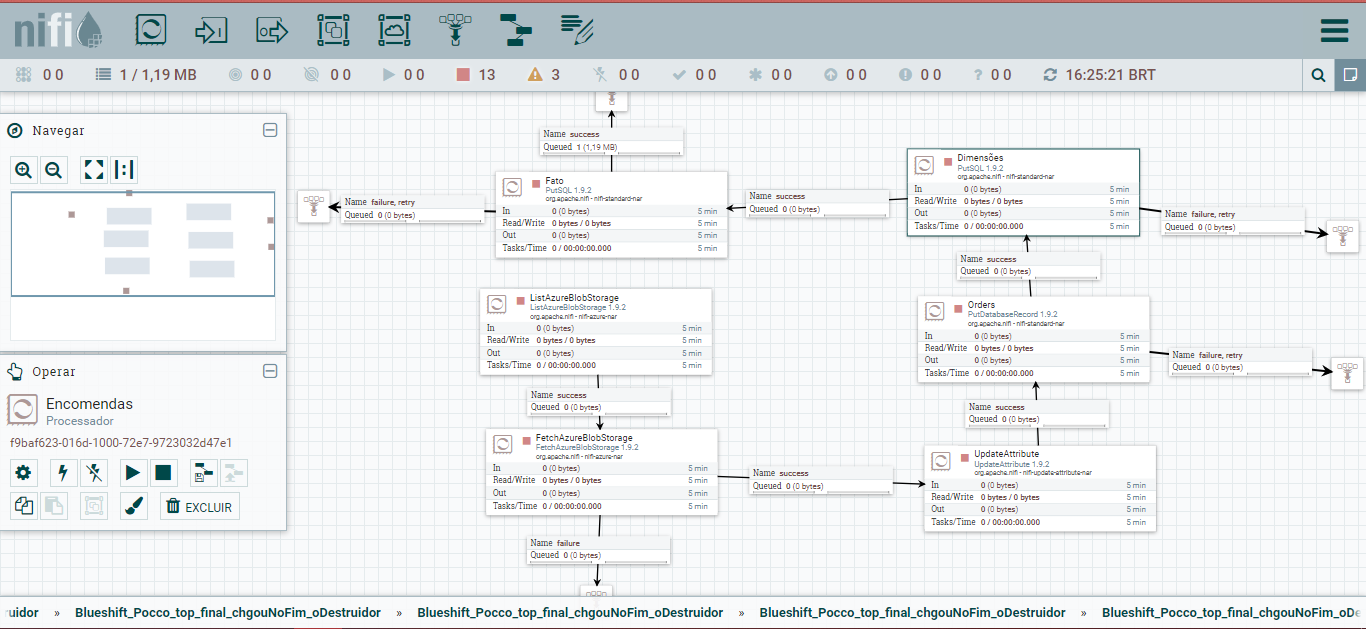 nifi
0 0
1 / 1,19 MB
0 0
0 0
0 0
13
3
0 0
0 0
0 0
0 0
0 0
? 0 0
16:25:21 BRT
Navegar
Operar
Encomendas
Processador
f9baf623-016d-1000-72e7-9723032d47e1
EXCLUIR
Name success
Queued 1 (1,19 MB)
Fato
PutSQL 1.9.2
org.apache.nifi - nifi-standard-nar
In 0 (0 bytes) 5 min
Read/Write 0 bytes / 0 bytes 5 min
Out 0 (0 bytes) 5 min
Tasks/Time 0 / 00:00:00.000 5 min
Name failure, retry
Queued 0 (0 bytes)
Name success
Queued 0 (0 bytes)
Dimensões
PutSQL 1.9.2
org.apache.nifi - nifi-standard-nar
In 0 (0 bytes) 5 min
Read/Write 0 bytes / 0 bytes 5 min
Out 0 (0 bytes) 5 min
Tasks/Time 0 / 00:00:00.000 5 min
Name failure, retry
Queued 0 (0 bytes)
Name success
Queued 0 (0 bytes)
ListAzureBlobStorage
ListAzureBlobStorage 1.9.2
org.apache.nifi - nifi-azure-nar
In 0 (0 bytes) 5 min
Read/Write 0 bytes / 0 bytes 5 min
Out 0 (0 bytes) 5 min
Tasks/Time 0 / 00:00:00.000 5 min
Orders
PutDatabaseRecord 1.9.2
org.apache.nifi - nifi-standard-nar
In 0 (0 bytes) 5 min
Read/Write 0 bytes / 0 bytes 5 min
Out 0 (0 bytes) 5 min
Tasks/Time 0 / 00:00:00.000 5 min
Name failure, retry
Queued 0 (0 bytes)
Name success
Queued 0 (0 bytes)
Name success
Queued 0 (0 bytes)
FetchAzureBlobStorage
FetchAzureBlobStorage 1.9.2
org.apache.nifi - nifi-azure-nar
In 0 (0 bytes) 5 min
Read/Write 0 bytes / 0 bytes 5 min
Out 0 (0 bytes) 5 min
Tasks/Time 0 / 00:00:00.000 5 min
Name success
Queued 0 (0 bytes)
UpdateAttribute
UpdateAttribute 1.9.2
org.apache.nifi - nifi-update-attribute-nar
In 0 (0 bytes) 5 min
Read/Write 0 bytes / 0 bytes 5 min
Out 0 (0 bytes) 5 min
Tasks/Time 0 / 00:00:00.000 5 min
Name failure
Queued 0 (0 bytes)
ruidor » Blueshift_Pocco_top_final_chgouNoFim_oDestruidor » Blueshift_Pocco_top_final_chgouNoFim_oDestruidor » Blueshift_Pocco_top_final_chgouNoFim_oDestruidor » Blueshift_Pocco_top_final_chgouNoFim_oDe